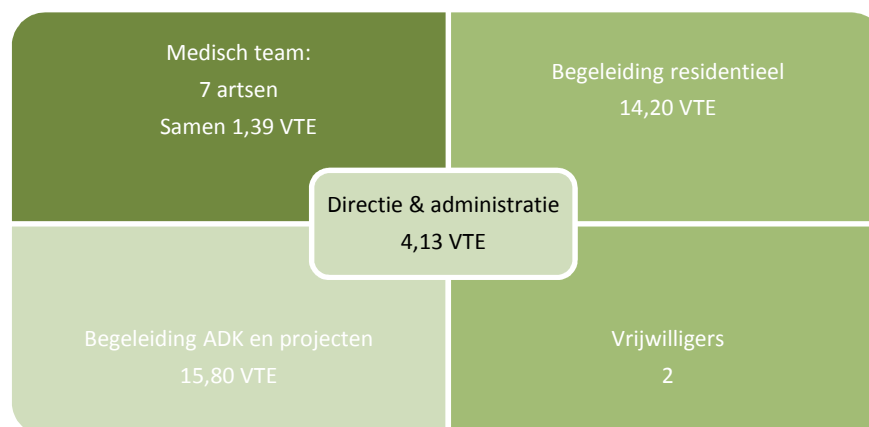 Medisch team:
7 artsen
Samen 1,39 VTE
Begeleiding residentieel
14,20 VTE
Directie & administratie
4,13 VTE
Begeleiding ADK en projecten
15,80 VTE
Vrijwilligers
2